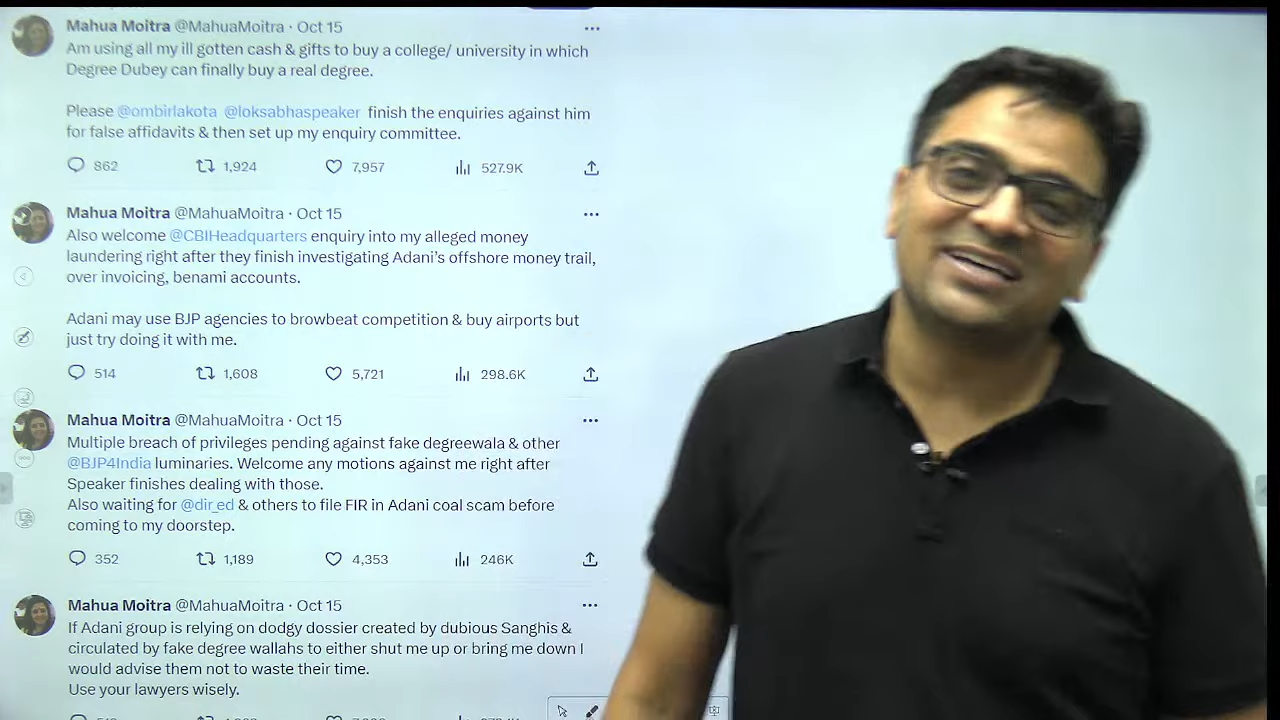 Mahua Moitra @MahuaMoitra · Oct 15
Am using all my ill gotten cash & gifts to buy a college/ university in which
Degree Dubey can finally buy a real degree.
Please @ombirlakota @loksabhaspeaker finish the enquiries against him
for false affidavits & then set up my enquiry committee.
862 1,924 7,957 527.9K
Mahua Moitra @MahuaMoitra · Oct 15
Also welcome @CBIHeadquarters enquiry into my alleged money
laundering right after they finish investigating Adani's offshore money trail,
over invoicing, benami accounts.
Adani may use BJP agencies to browbeat competition & buy airports but
just try doing it with me.
514 1,608 5,721 298.6K
Mahua Moitra @MahuaMoitra · Oct 15
Multiple breach of privileges pending against fake degreewala & other
@BJP4India luminaries. Welcome any motions against me right after
Speaker finishes dealing with those.
Also waiting for @dir_ed & others to file FIR in Adani coal scam before
coming to my doorstep.
352 1,189 4,353 246K
Mahua Moitra @MahuaMoitra · Oct 15
If Adani group is relying on dodgy dossier created by dubious Sanghis &
circulated by fake degree wallahs to either shut me up or bring me down I
would advise them not to waste their time.
Use your lawyers wisely.